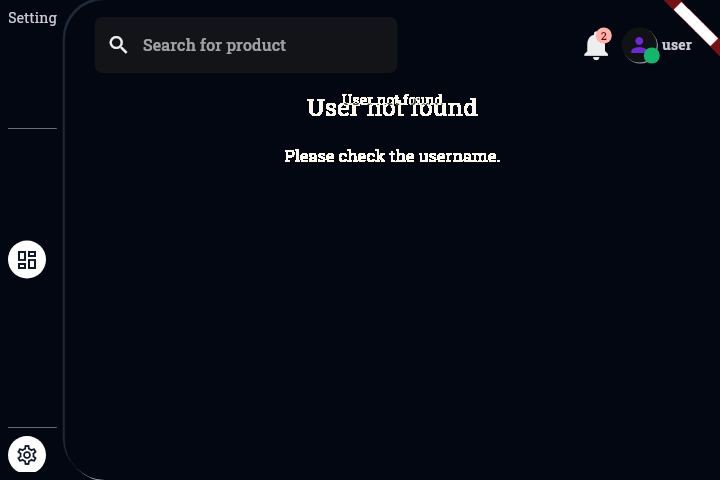 Setting
Search for product
2
user
User not found
User not found
Please check the username.